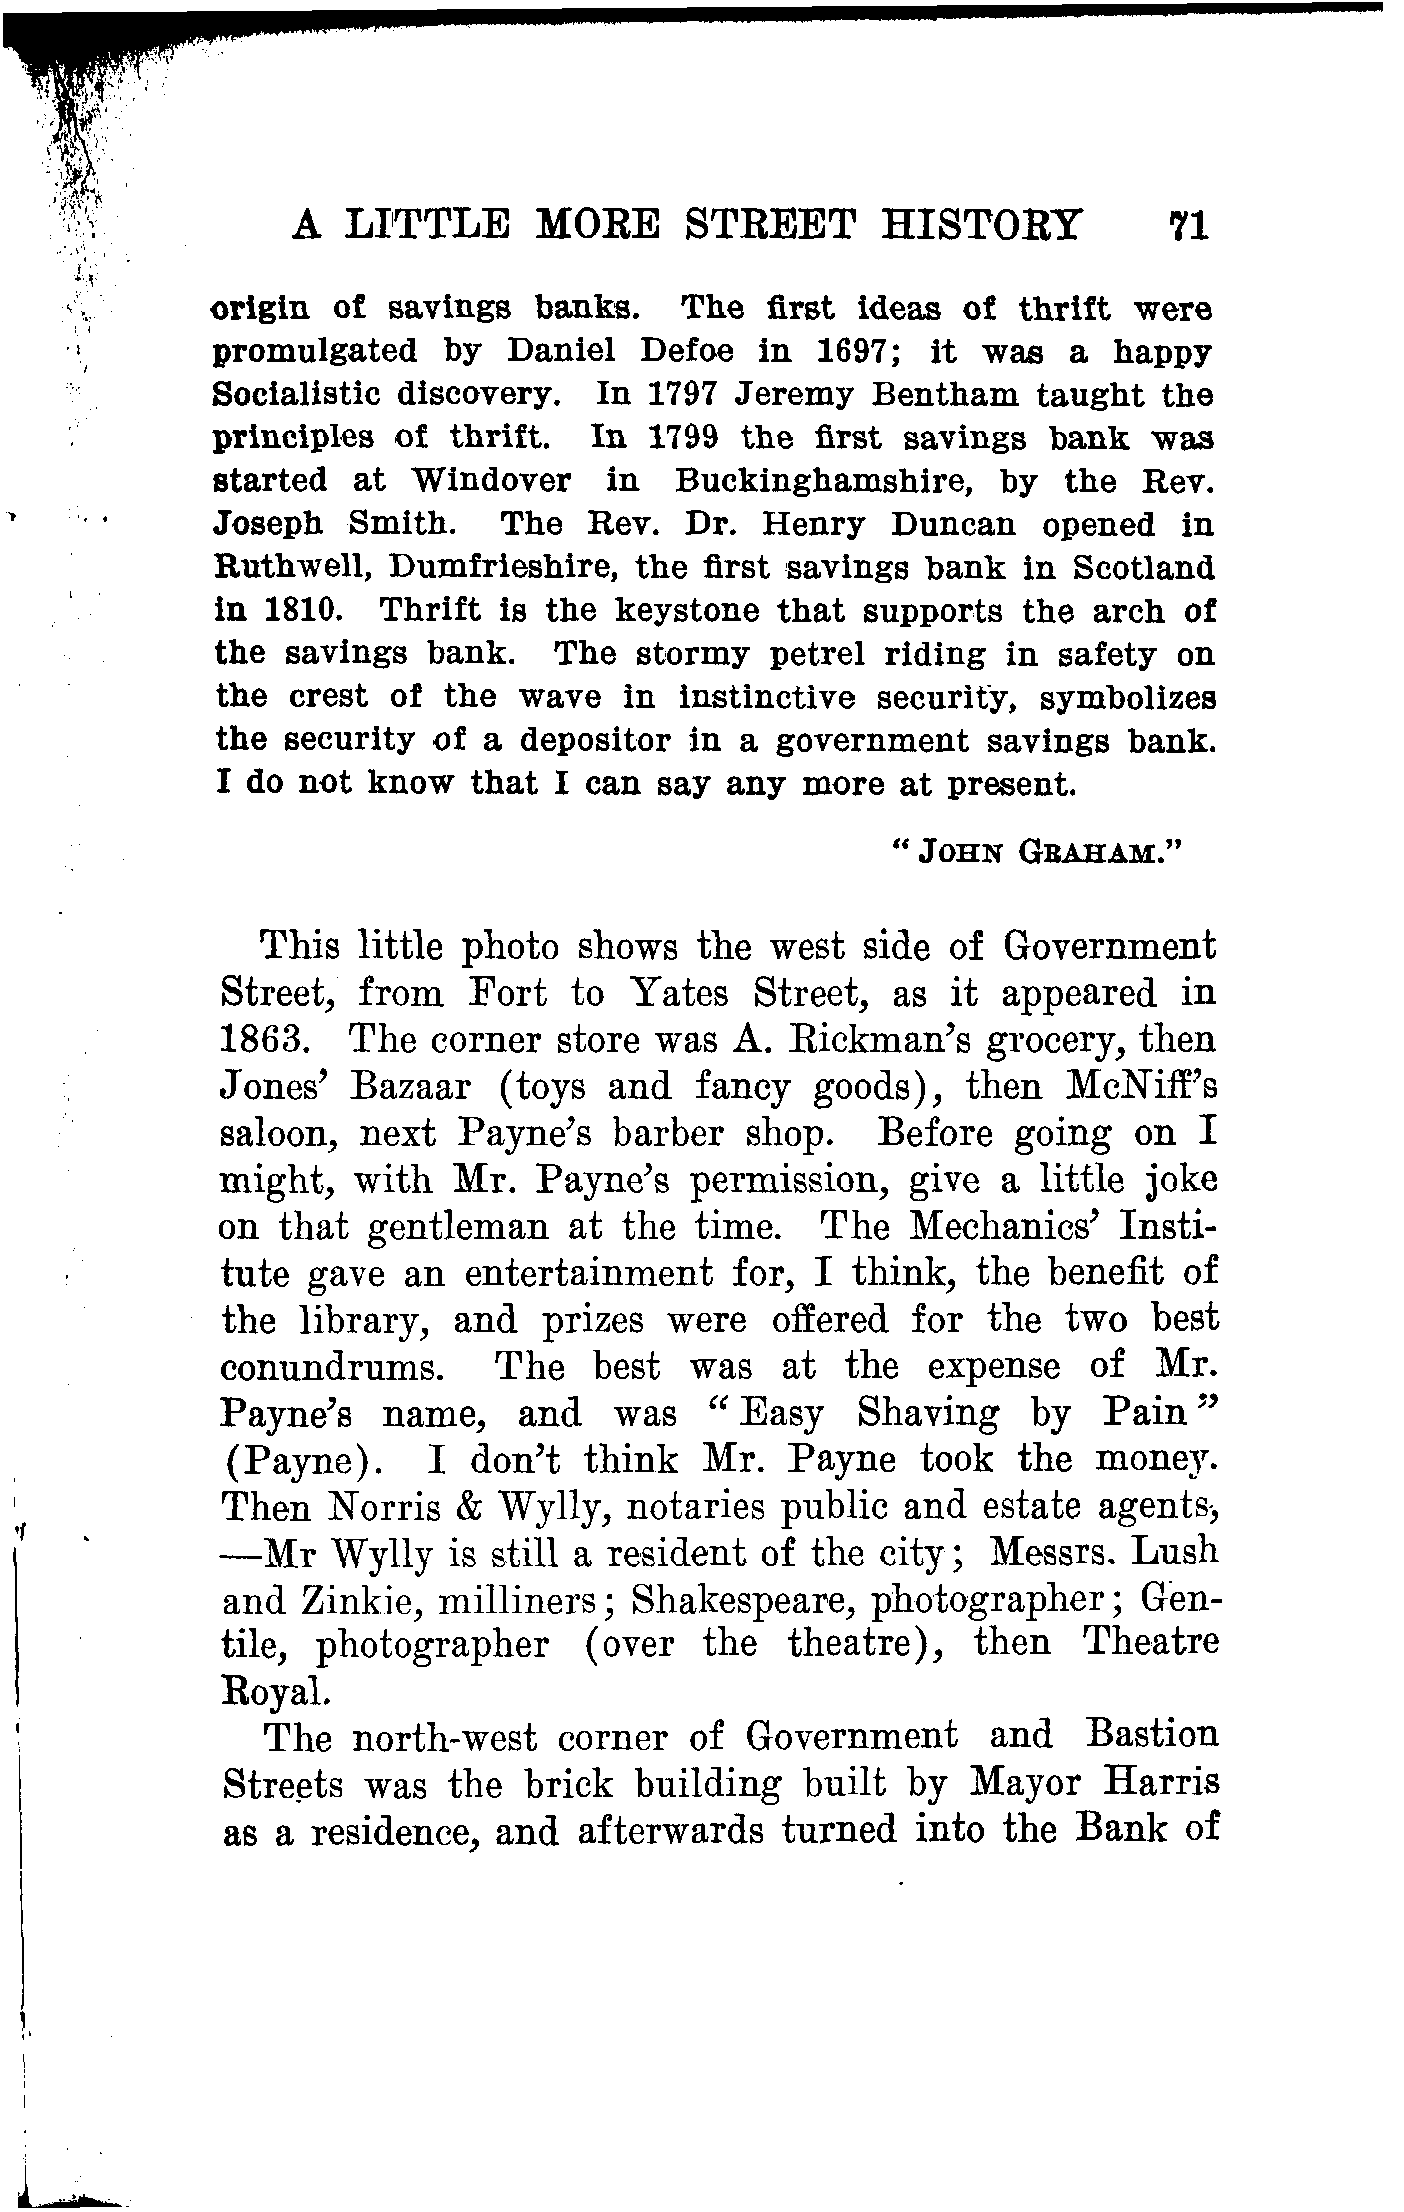 A LITTLE MORE STREET HISTORY 71
origin of savings banks. The first ideas of thrift were
promulgated by Daniel Defoe in 1697; it was a happy
Socialistic discovery. In 1797 Jeremy Bentham taught the
principles of thrift. In 1799 the first savings bank was
started at Windover in Buckinghamshire, by the Rev.
Joseph Smith. The Rev. Dr. Henry Duncan opened in
Ruthwell, Dumfrieshire, the first savings bank in Scotland
in 1810. Thrift is the keystone that supports the arch of
the savings bank. The stormy petrel riding in safety on
the crest of the wave in instinctive security, symbolizes
the security of a depositor in a government savings bank.
I do not know that I can say any more at present.
“JOHN GRAHAM.”
This little photo shows the west side of Government
Street, from Fort to Yates Street, as it appeared in
1863. The corner store was A. Rickman’s grocery, then
Jones’ Bazaar (toys and fancy goods), then McNiff’s
saloon, next Payne’s barber shop. Before going on I
might, with Mr. Payne’s permission, give a little joke
on that gentleman at the time. The Mechanics’ Insti-
tute gave an entertainment for, I think, the benefit of
the library, and prizes were offered for the two best
conundrums. The best was at the expense of Mr.
Payne’s name, and was “Easy Shaving by Pain”
(Payne). I don’t think Mr. Payne took the money.
Then Norris & Wylly, notaries public and estate agents,
—Mr Wylly is still a resident of the city; Messrs. Lush
and Zinkie, milliners; Shakespeare, photographer; Gen-
tile, photographer (over the theatre), then Theatre
Royal.
The north-west corner of Government and Bastion
Streets was the brick building built by Mayor Harris
as a residence, and afterwards turned into the Bank of